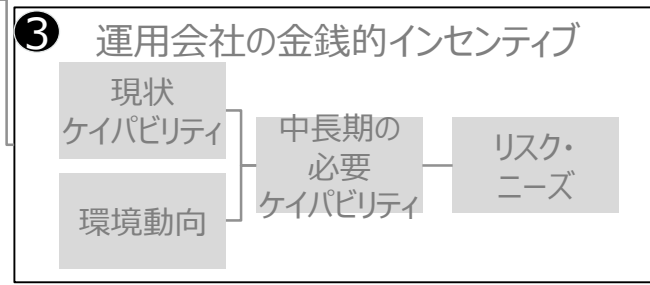 ❸ 運用会社の金銭的インセンティブ
現状
ケイパビリティ
環境動向
中長期の
必要
ケイパビリティ
リスク・
ニーズ